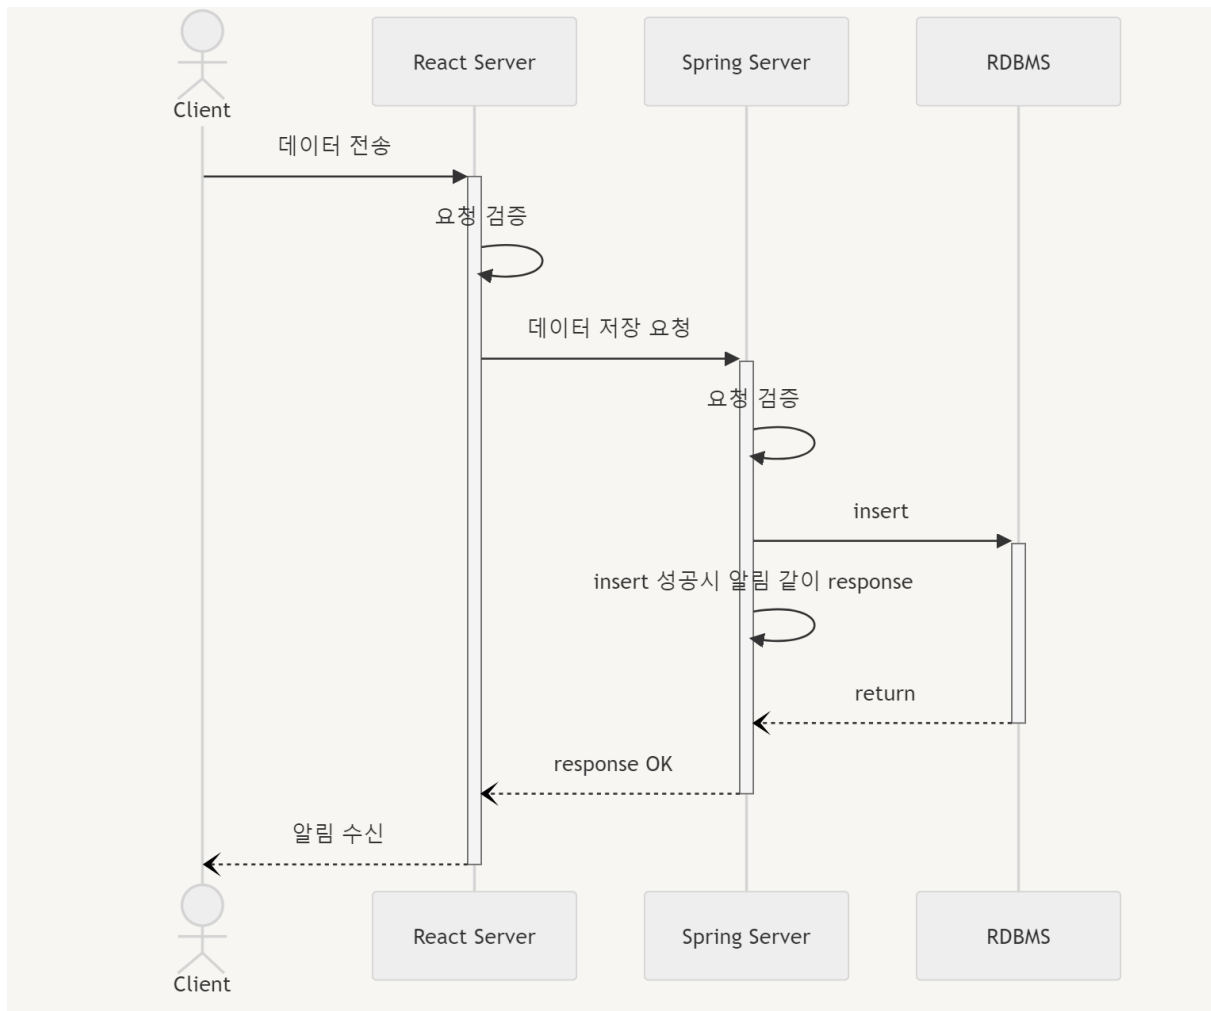 React Server
Spring Server
RDBMS
Client
데이터 전송
요청 검증
데이터 저장 요청
요청 검증
insert
insert 성공시 알림 같이 response
return
response OK
알림 수신
React Server
Spring Server
RDBMS
Client